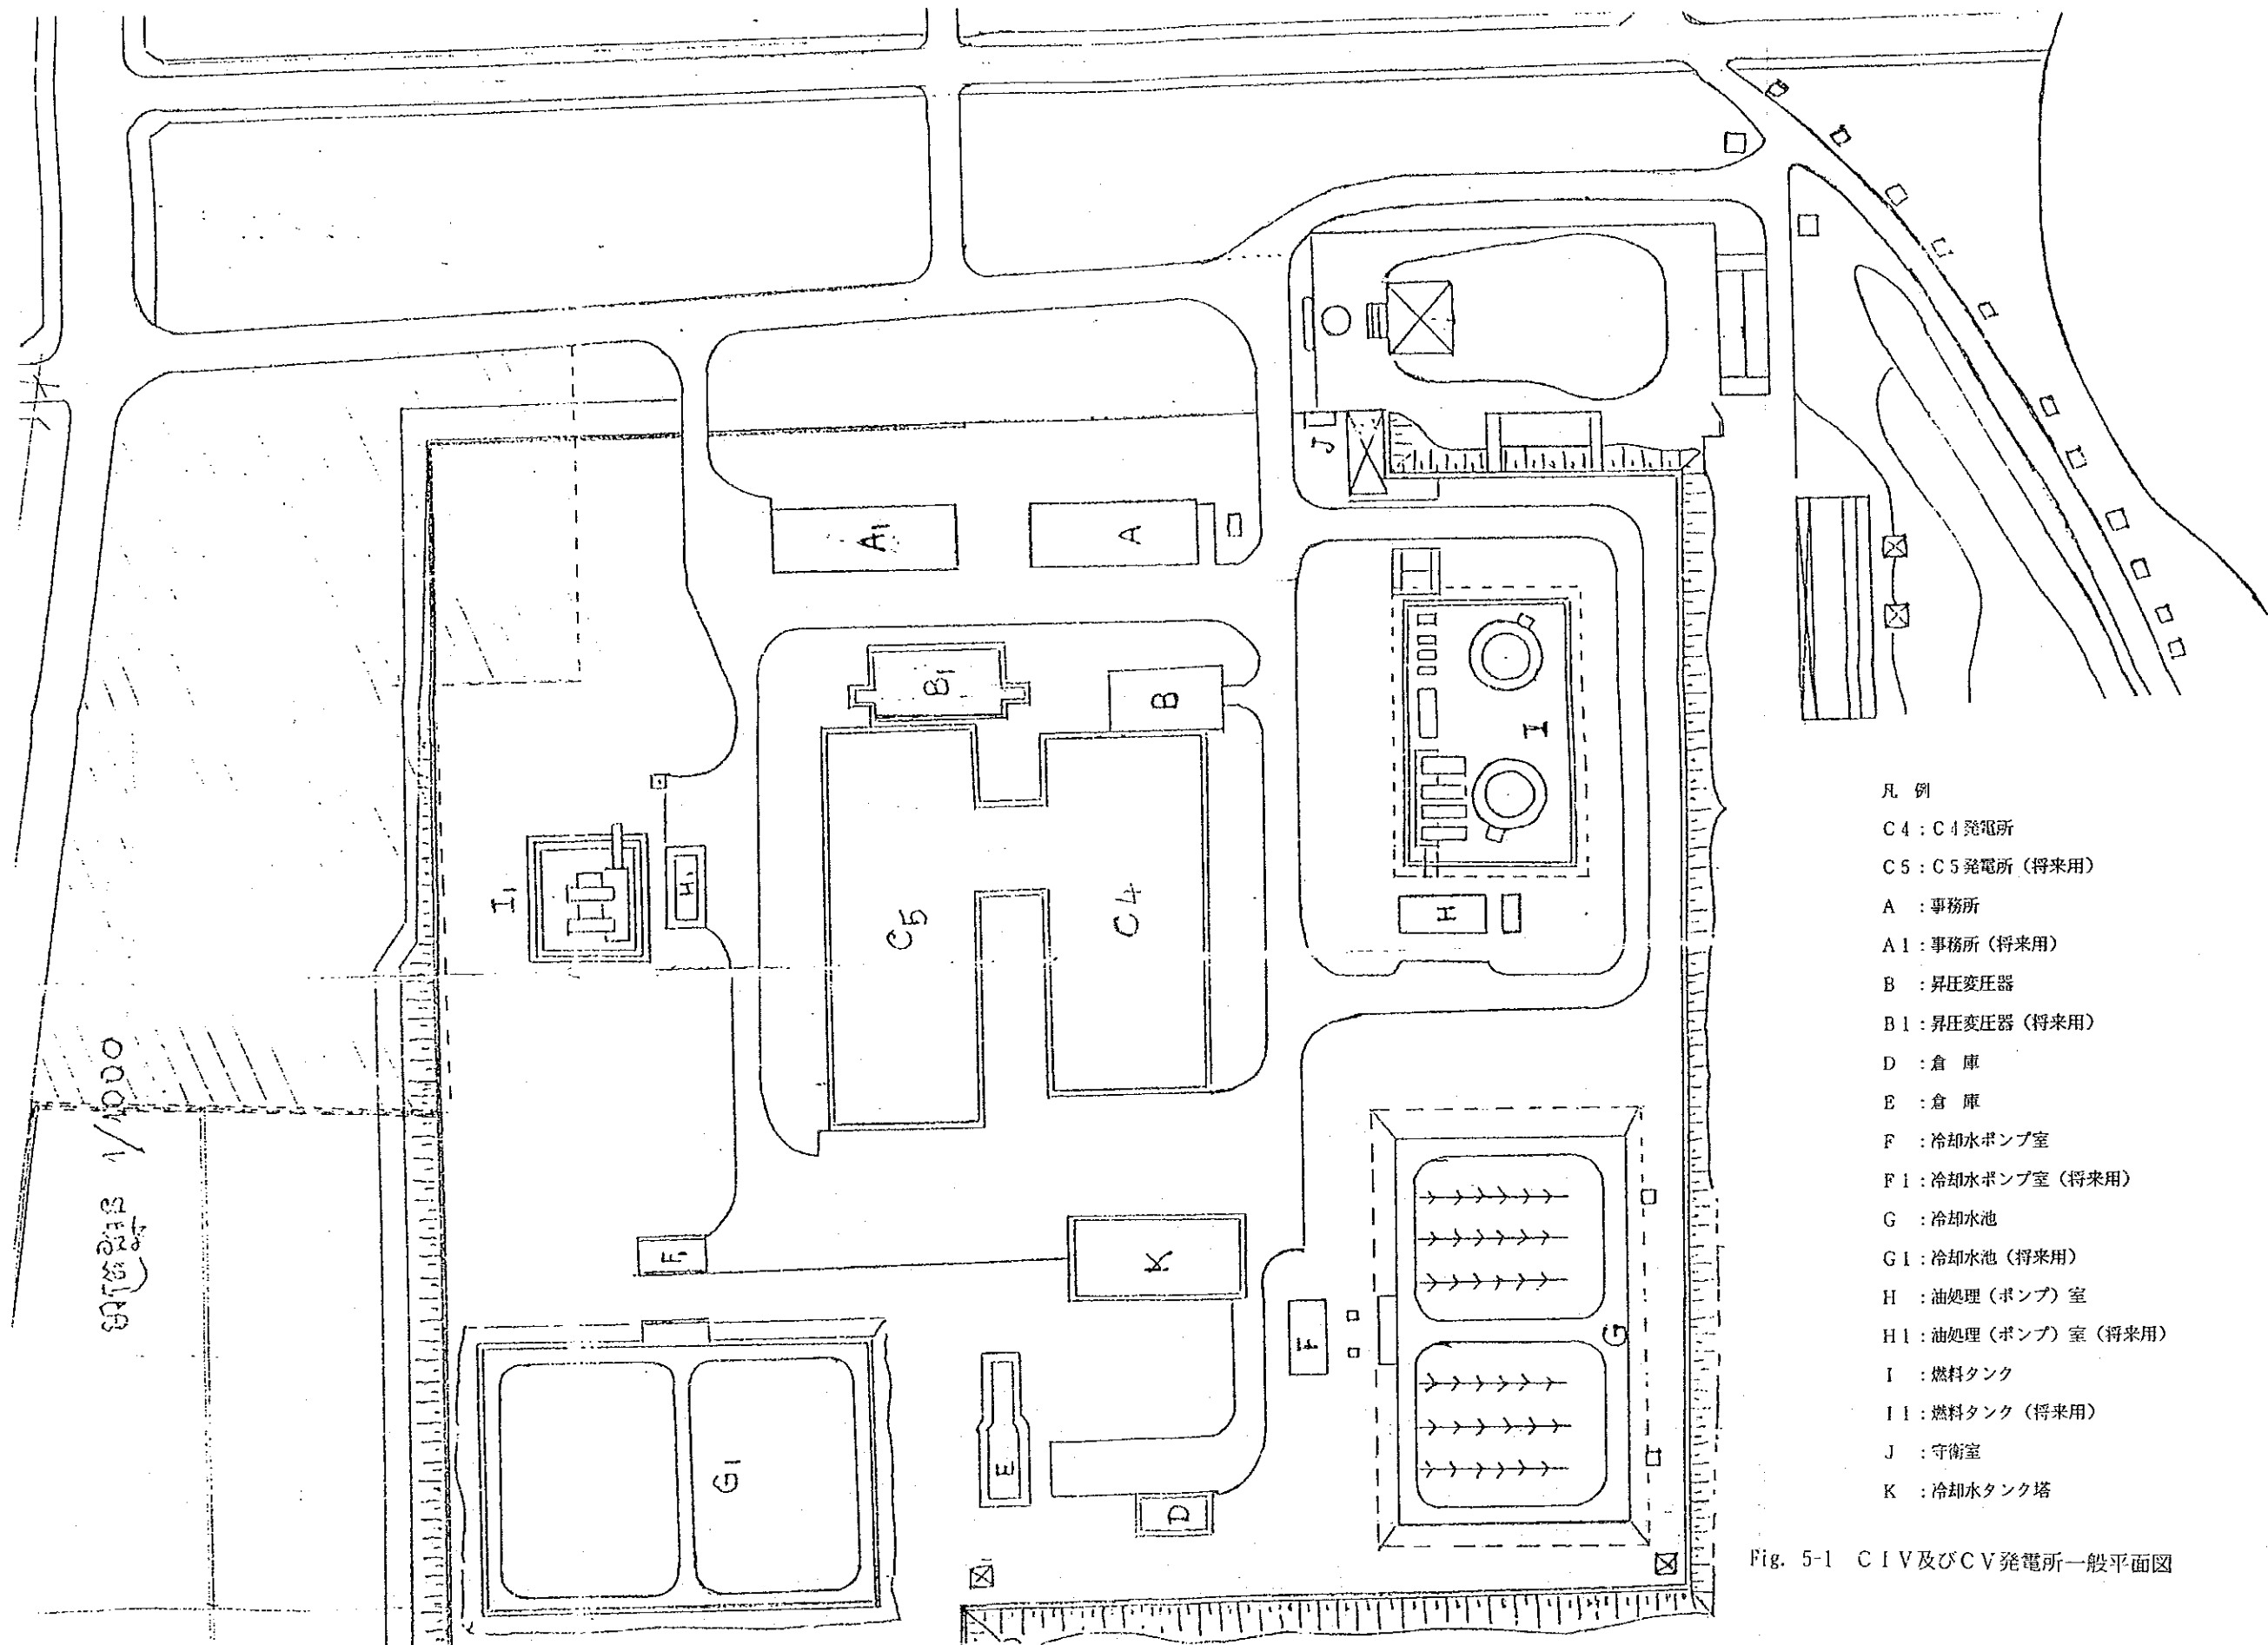 A1
A
J
B1
B
I
I1
H1
C5
C4
H
1/1000
F1
K
F
G
G1
E
D
凡 例
C4:C4発電所
C5:C5発電所(将来用)
A :事務所
A1:事務所(将来用)
B :昇圧変圧器
B1:昇圧変圧器(将来用)
D :倉 庫
E :倉 庫
F :冷却水ポンプ室
F1:冷却水ポンプ室(将来用)
G :冷却水池
G1:冷却水池(将来用)
H :油処理(ポンプ)室
H1:油処理(ポンプ)室(将来用)
I :燃料タンク
I1:燃料タンク(将来用)
J :守衛室
K :冷却水タンク塔
Fig. 5-1 CIV及びCV発電所一般平面図